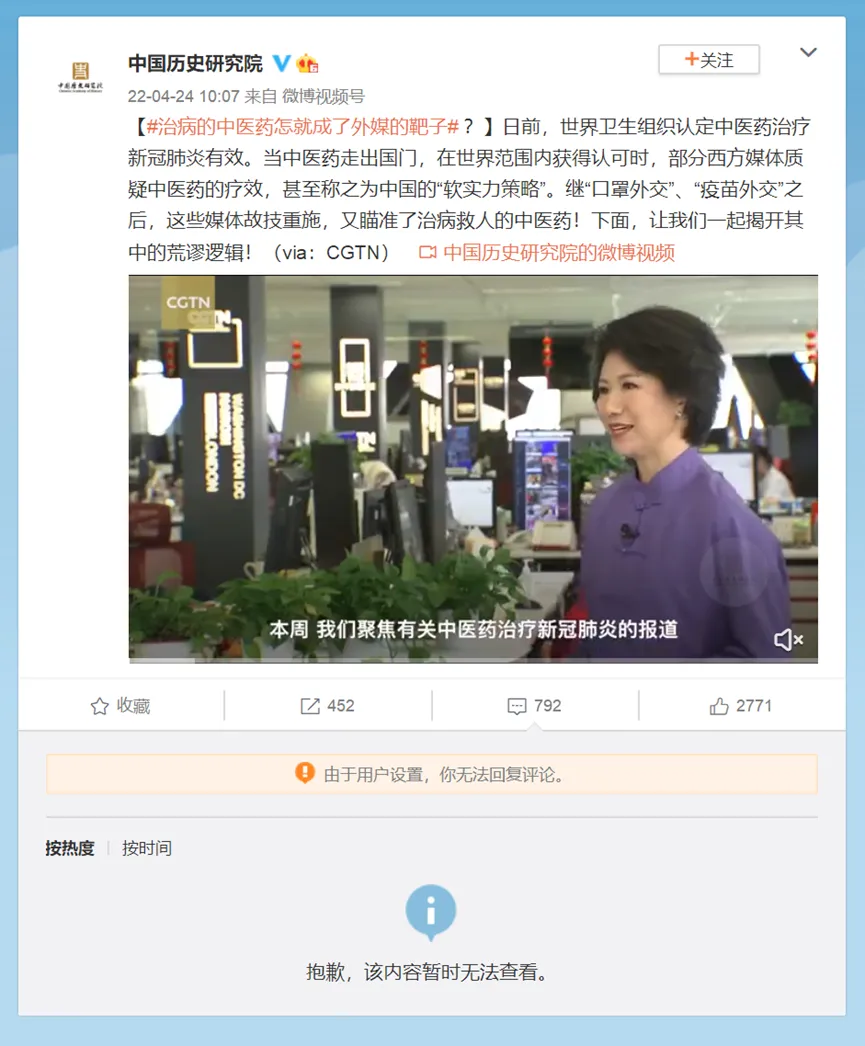 中国历史研究院
+关注
中国历史研究院
22-04-24 10:07 来自 微博视频号
【#治病的中医药怎就成了外媒的靶子#？】日前，世界卫生组织认定中医药治疗
新冠肺炎有效。当中医药走出国门，在世界范围内获得认可时，部分西方媒体质
疑中医药的疗效，甚至称之为中国的“软实力策略”。继“口罩外交”、“疫苗外交”之
后，这些媒体故技重施，又瞄准了治病救人的中医药！下面，让我们一起揭开其
中的荒谬逻辑！（via：CGTN） 中国历史研究院的微博视频
CGTN
CGTN
WASHINGTON DC
NAIROBI
LONDON
本周 我们聚焦有关中医药治疗新冠肺炎的报道
收藏
452
792
2771
由于用户设置，你无法回复评论。
按热度
按时间
抱歉，该内容暂时无法查看。